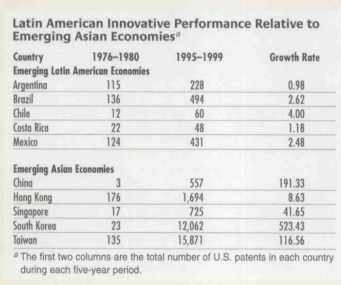 Latin American Innovative Performance Relative to
Emerging Asian Economies^a
Country 1976–1980 1995–1999 Growth Rate
Emerging Latin American Economies
Argentina 115 228 0.98
Brazil 136 494 2.62
Chile 12 60 4.00
Costa Rica 22 48 1.18
Mexico 124 431 2.48
Emerging Asian Economies
China 3 557 191.33
Hong Kong 176 1,694 8.63
Singapore 17 725 41.65
South Korea 23 12,062 523.43
Taiwan 135 15,871 116.56
^a The first two columns are the total number of U.S. patents in each country
during each five-year period.